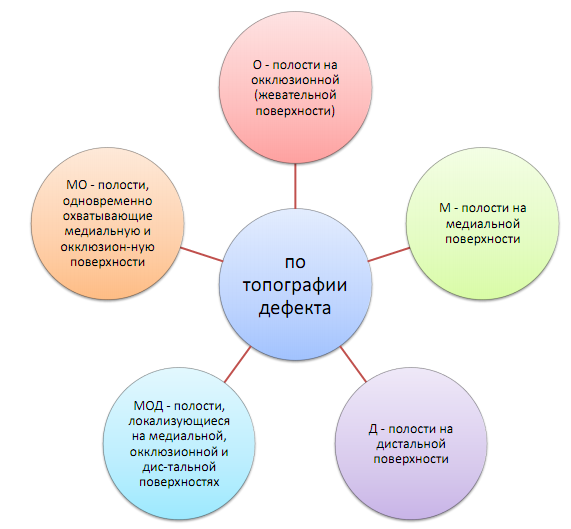 О - полости на
окклюзионной
(жевательной
поверхности)
МО - полости,
одновременно
охватывающие
медиальную и
окклюзион-ную
поверхности
М - полости на
медиальной
поверхности
по
топографии
дефекта
МОД - полости,
локализующиеся
на медиальной,
окклюзионной и
дис-тальной
поверхностях
Д - полости на
дистальной
поверхности